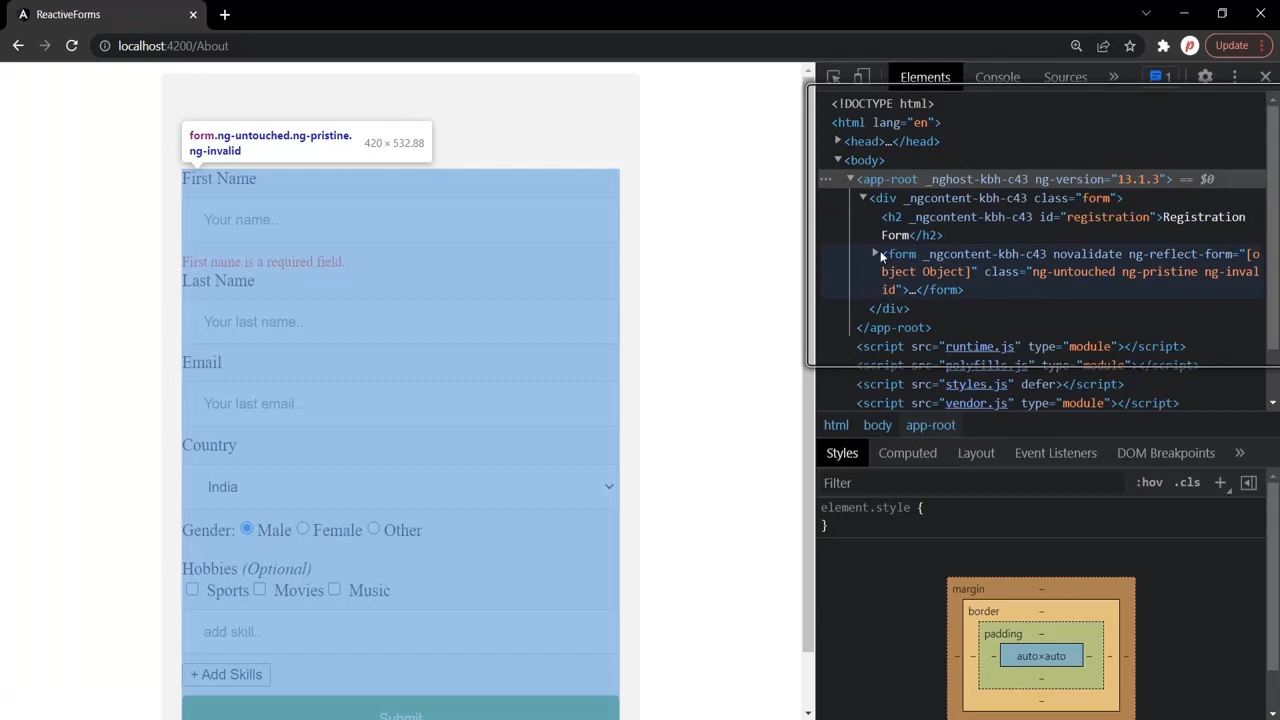 ReactiveForms
localhost:4200/About
Update
form.ng-untouched.ng-pristine.
ng-invalid
420 × 532.88
First Name
Your name..
First name is a required field.
Last Name
Your last name..
Email
Your last email..
Country
India
Gender: Male Female Other
Hobbies (Optional)
Sports Movies Music
add skill..
+ Add Skills
Submit
Elements Console Sources » 1
<!DOCTYPE html>
<html lang="en">
<head>…</head>
<body>
<app-root _nghost-kbh-c43 ng-version="13.1.3"> == $0
<div _ngcontent-kbh-c43 class="form">
<h2 _ngcontent-kbh-c43 id="registration">Registration
Form</h2>
<form _ngcontent-kbh-c43 novalidate ng-reflect-form="[o
bject Object]" class="ng-untouched ng-pristine ng-inval
id">…</form>
</div>
</app-root>
<script src="runtime.js" type="module"></script>
<script src="polyfills.js" type="module"></script>
<script src="styles.js" defer></script>
<script src="vendor.js" type="module"></script>
html body app-root
Styles Computed Layout Event Listeners DOM Breakpoints »
Filter :hov .cls +
element.style {
}
margin –
border –
padding –
– – – auto×auto – – –
–
–
–